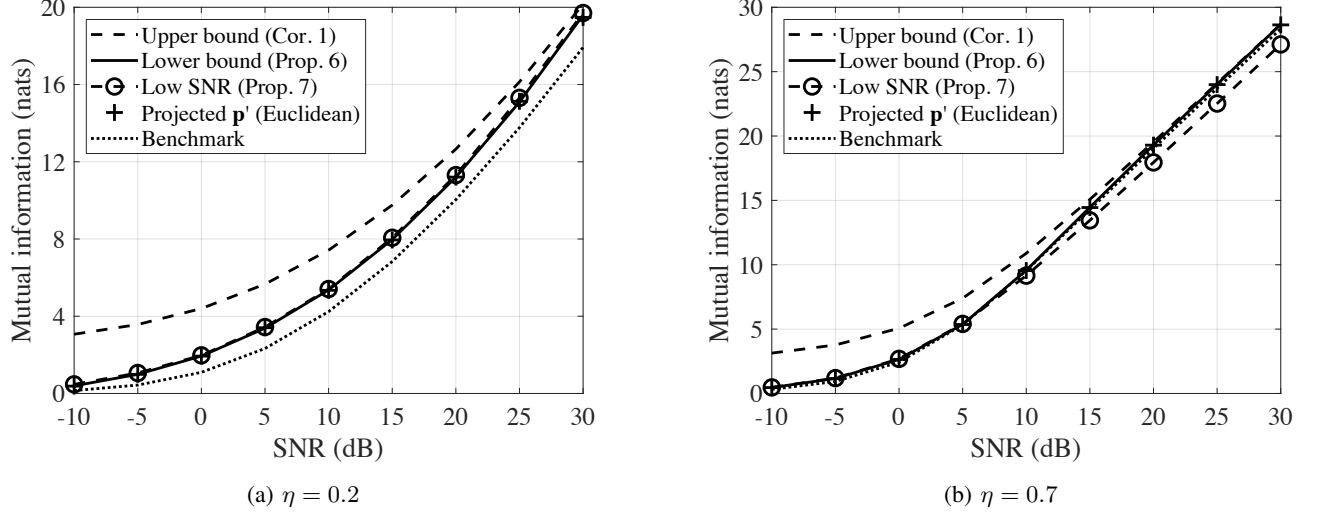 20
16
12
8
4
0
Mutual information (nats)
Upper bound (Cor. 1)
Lower bound (Prop. 6)
Low SNR (Prop. 7)
Projected p' (Euclidean)
Benchmark
-10 -5 0 5 10 15 20 25 30
SNR (dB)
(a) η = 0.2
30
25
20
15
10
5
0
Mutual information (nats)
Upper bound (Cor. 1)
Lower bound (Prop. 6)
Low SNR (Prop. 7)
Projected p' (Euclidean)
Benchmark
-10 -5 0 5 10 15 20 25 30
SNR (dB)
(b) η = 0.7